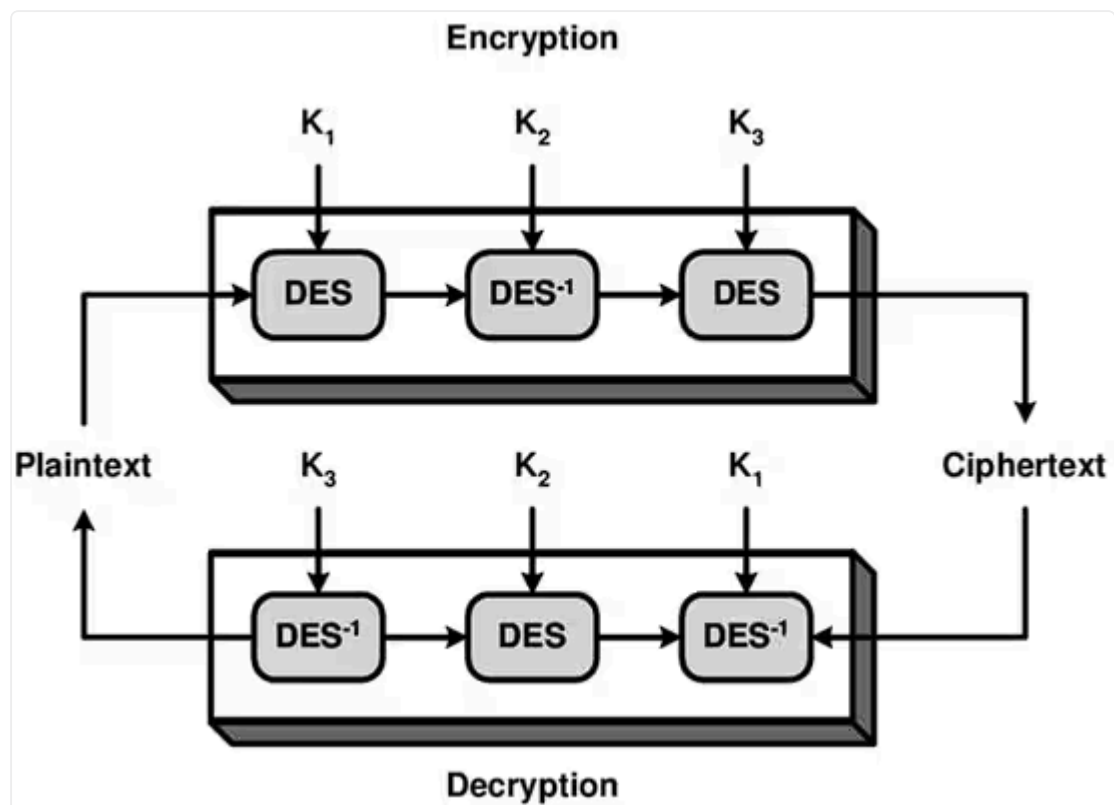 Encryption
K₁ K₂ K₃
DES DES⁻¹ DES
Plaintext K₃ K₂ K₁ Ciphertext
DES⁻¹ DES DES⁻¹
Decryption